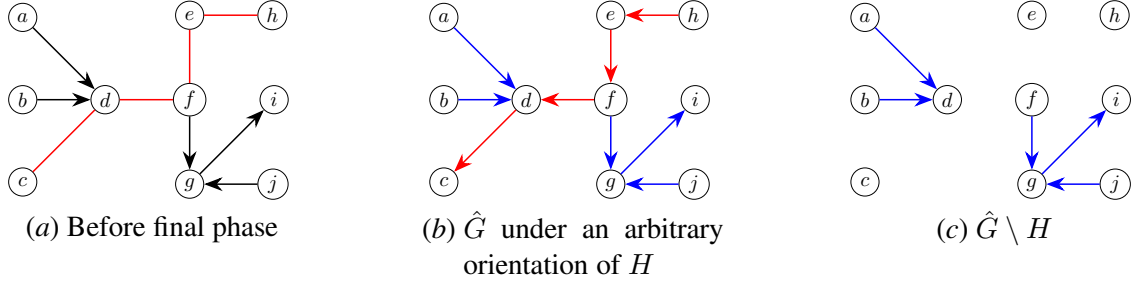 a e h a e h a e h
b d f i b d f i b d f i
c g j c g j c g j
(a) Before final phase
(b) Ĝ under an arbitrary
orientation of H
(c) Ĝ \ H